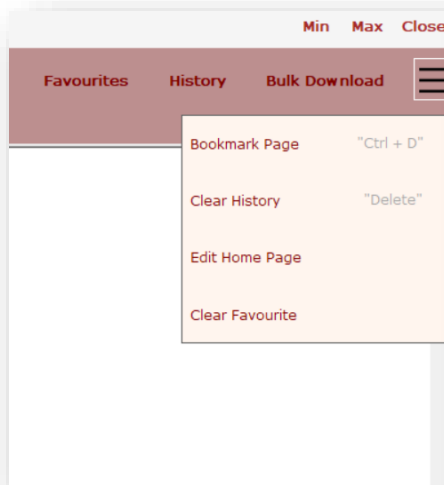 Min Max Close
Favourites History Bulk Download
Bookmark Page "Ctrl + D"
Clear History "Delete"
Edit Home Page
Clear Favourite